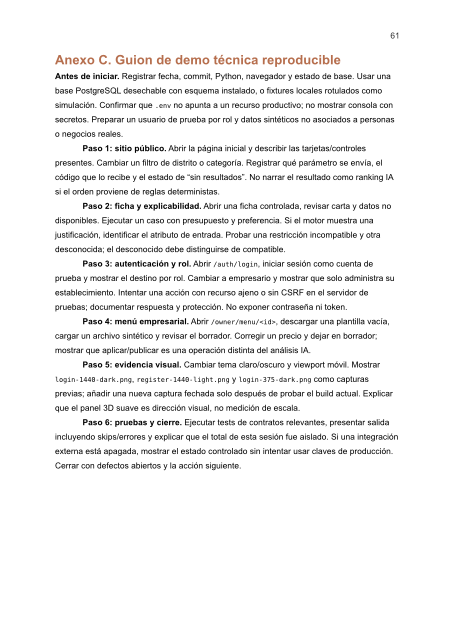 61
Anexo C. Guion de demo técnica reproducible
Antes de iniciar. Registrar fecha, commit, Python, navegador y estado de base. Usar una
base PostgreSQL desechable con esquema instalado, o fixtures locales rotulados como
simulación. Confirmar que .env no apunta a un recurso productivo; no mostrar consola con
secretos. Preparar un usuario de prueba por rol y datos sintéticos no asociados a personas
o negocios reales.
Paso 1: sitio público. Abrir la página inicial y describir las tarjetas/controles
presentes. Cambiar un filtro de distrito o categoría. Registrar qué parámetro se envía, el
código que lo recibe y el estado de “sin resultados”. No narrar el resultado como ranking IA
si el orden proviene de reglas deterministas.
Paso 2: ficha y explicabilidad. Abrir una ficha controlada, revisar carta y datos no
disponibles. Ejecutar un caso con presupuesto y preferencia. Si el motor muestra una
justificación, identificar el atributo de entrada. Probar una restricción incompatible y otra
desconocida; el desconocido debe distinguirse de compatible.
Paso 3: autenticación y rol. Abrir /auth/login, iniciar sesión como cuenta de
prueba y mostrar el destino por rol. Cambiar a empresario y mostrar que solo administra su
establecimiento. Intentar una acción con recurso ajeno o sin CSRF en el servidor de
pruebas; documentar respuesta y protección. No exponer contraseña ni token.
Paso 4: menú empresarial. Abrir /owner/menu/<id>, descargar una plantilla vacía,
cargar un archivo sintético y revisar el borrador. Corregir un precio y dejar en borrador;
mostrar que aplicar/publicar es una operación distinta del análisis IA.
Paso 5: evidencia visual. Cambiar tema claro/oscuro y viewport móvil. Mostrar
login-1440-dark.png, register-1440-light.png y login-375-dark.png como capturas
previas; añadir una nueva captura fechada solo después de probar el build actual. Explicar
que el panel 3D suave es dirección visual, no medición de escala.
Paso 6: pruebas y cierre. Ejecutar tests de contratos relevantes, presentar salida
incluyendo skips/errores y explicar que el total de esta sesión fue aislado. Si una integración
externa está apagada, mostrar el estado controlado sin intentar usar claves de producción.
Cerrar con defectos abiertos y la acción siguiente.